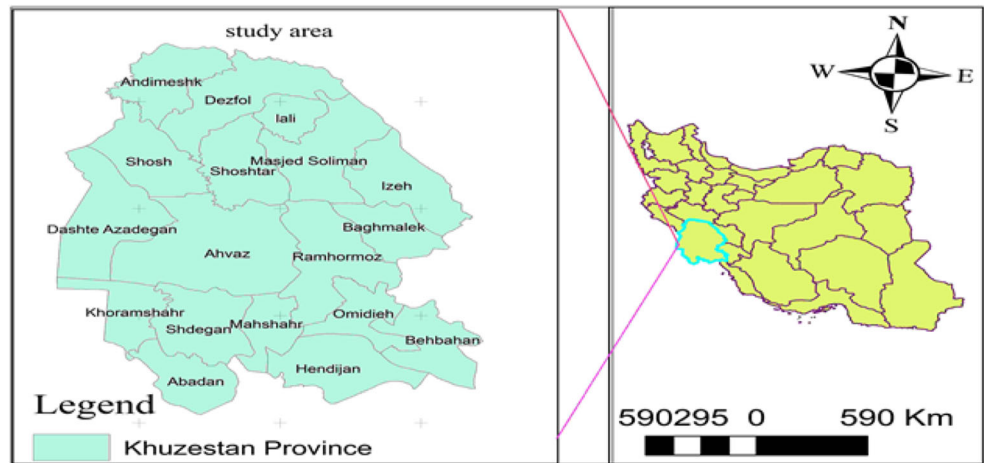 study area
Andimeshk
Dezfol
lali
Shosh
Shoshtar
Masjed Soliman
Izeh
Dashte Azadegan
Ahvaz
Baghmalek
Ramhormoz
Khoramshahr
Shdegan
Mahshahr
Omidieh
Behbahan
Abadan
Hendijan
Legend
Khuzestan Province
N
W
E
S
590295 0 590 Km